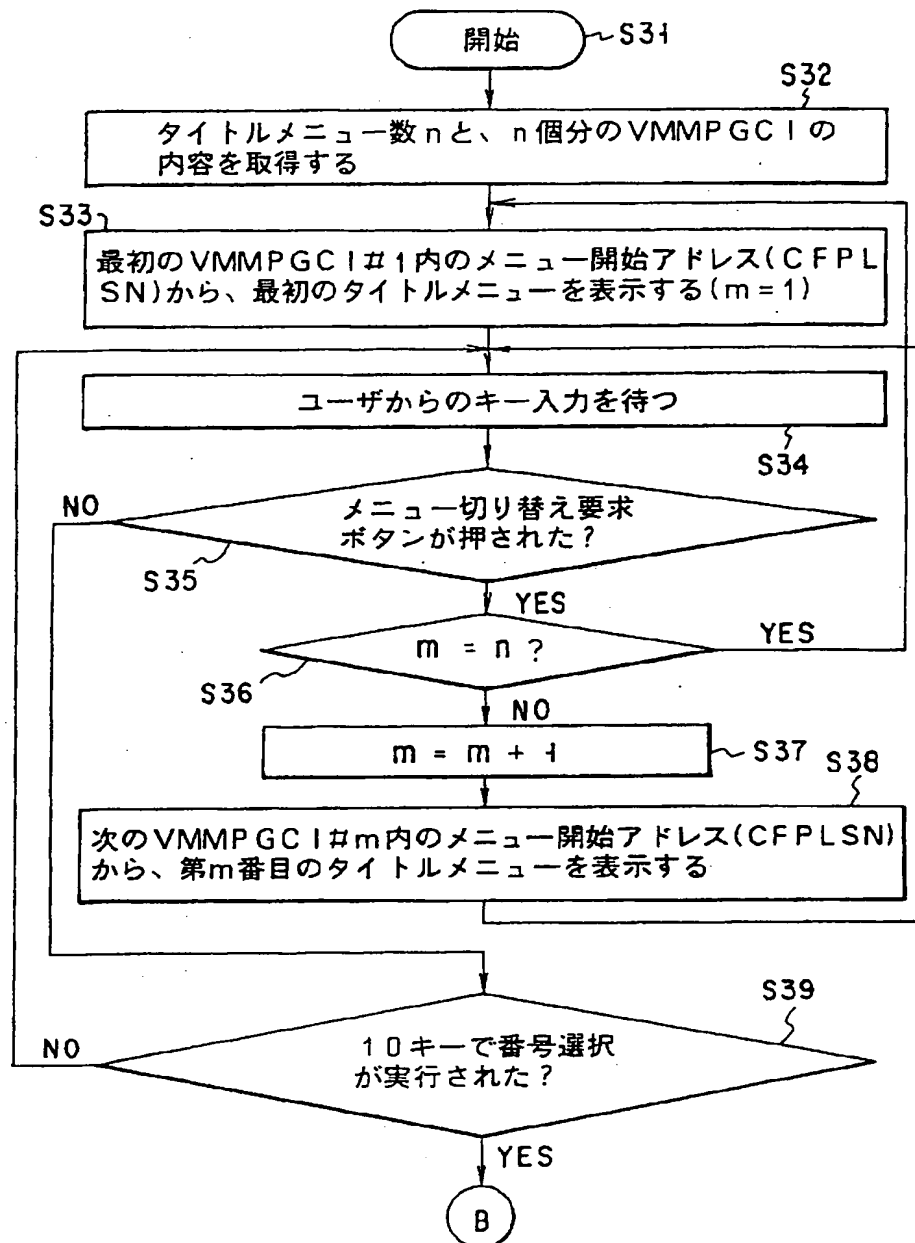 開始
S31
S32
タイトルメニュー数nと、n個分のVMMPGCIの
内容を取得する
S33
最初のVMMPGCI#1内のメニュー開始アドレス(CFPL
SN)から、最初のタイトルメニューを表示する(m=1)
ユーザからのキー入力を待つ
S34
NO
メニュー切り替え要求
ボタンが押された?
S35
YES
m = n ?
YES
S36
NO
m = m + 1
S37
S38
次のVMMPGCI#m内のメニュー開始アドレス(CFPLSN)
から、第m番目のタイトルメニューを表示する
S39
NO
10キーで番号選択
が実行された?
YES
B